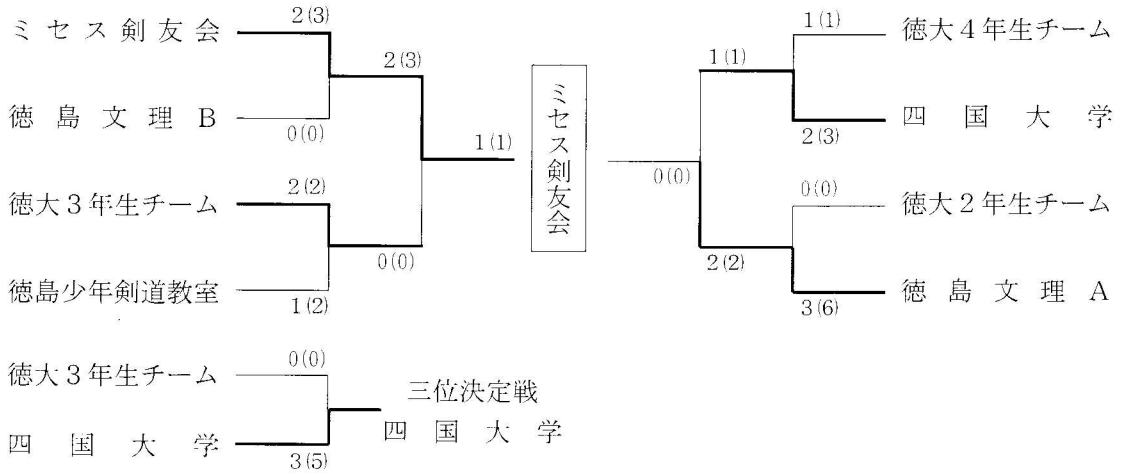 ミセス剣友会
2(3)
徳島文理B
0(0)
2(3)
徳大3年生チーム
2(2)
徳島少年剣道教室
1(2)
0(0)
1(1)
ミセス剣友会
0(0)
1(1)
2(2)
1(1)
徳大4年生チーム
2(3)
四国大学
0(0)
徳大2年生チーム
3(6)
徳島文理A
徳大3年生チーム
0(0)
四国大学
3(5)
三位決定戦
四国大学